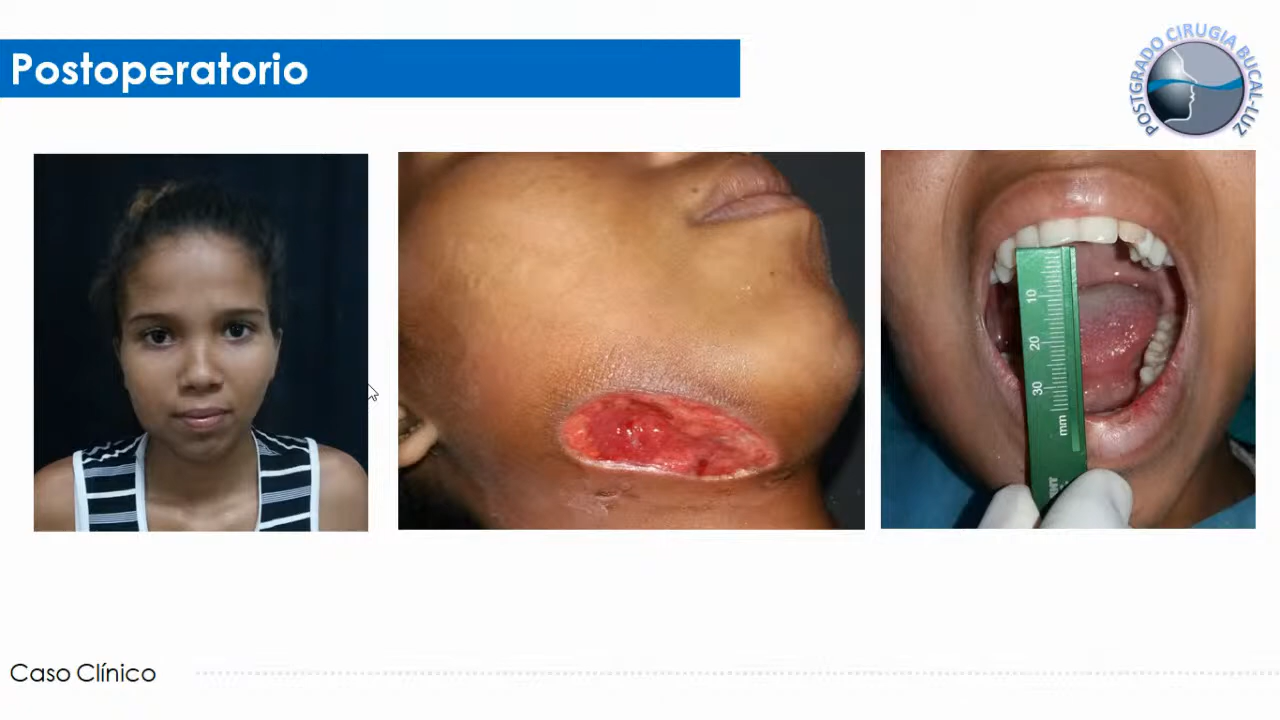 Postoperatorio
POSTGRADO CIRUGIA BUCAL-LUZ
10
20
30
mm
Caso Clínico